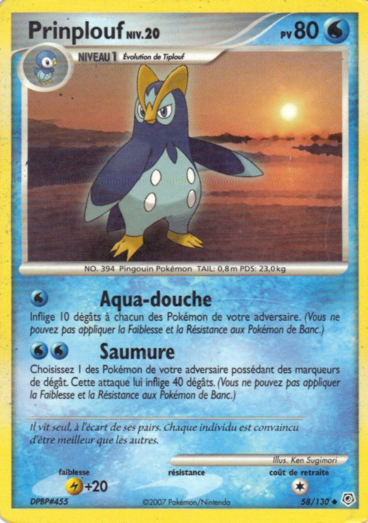 Prinplouf NIV.20 PV 80
NIVEAU 1 Évolution de Tiplouf
NO. 394 Pingouin Pokémon TAIL: 0,8m PDS: 23,0kg
Aqua-douche
Inflige 10 dégâts à chacun des Pokémon de votre adversaire. (Vous ne
pouvez pas appliquer la Faiblesse et la Résistance aux Pokémon de Banc.)
Saumure
Choisissez 1 des Pokémon de votre adversaire possédant des marqueurs
de dégât. Cette attaque lui inflige 40 dégâts. (Vous ne pouvez pas appliquer
la Faiblesse et la Résistance aux Pokémon de Banc.)
Il vit seul, à l'écart de ses pairs. Chaque individu est convaincu
d'être meilleur que les autres.
Illus. Ken Sugimori
faiblesse résistance coût de retraite
+20
DPBP#455 ©2007 Pokémon/Nintendo 58/130